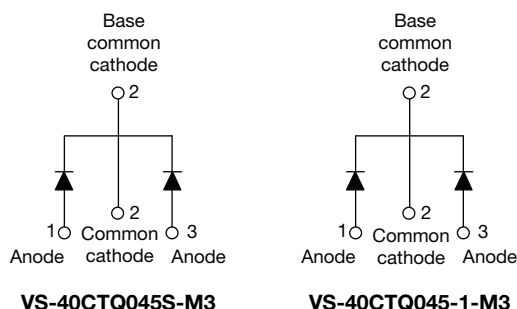 Base
common
cathode
2
2
1
Common
cathode
3
Anode
Anode
VS-40CTQ045S-M3
Base
common
cathode
2
2
1
Common
cathode
3
Anode
Anode
VS-40CTQ045-1-M3